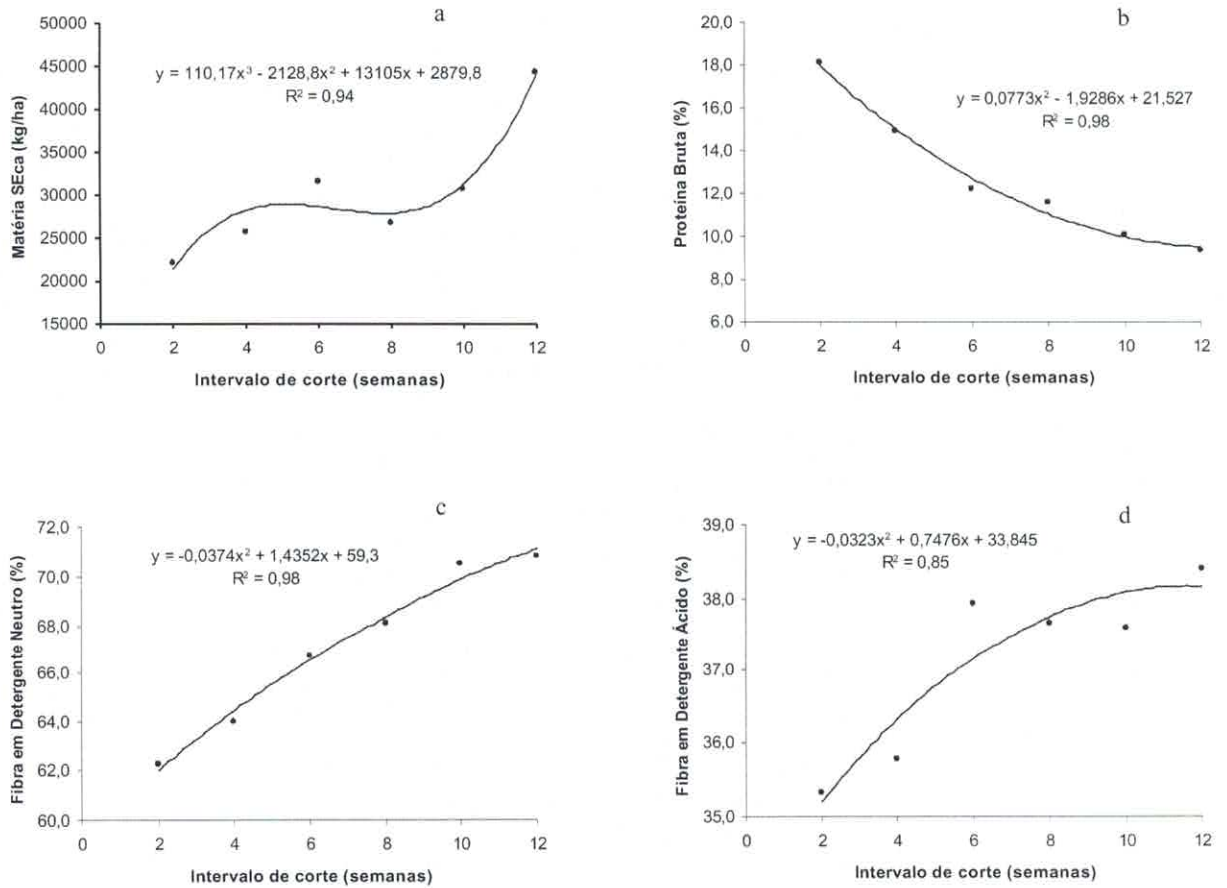 a
50000
45000
40000
35000
30000
25000
20000
15000
0 2 4 6 8 10 12
Matéria SEca (kg/ha)
Intervalo de corte (semanas)
y = 110,17x³ - 2128,8x² + 13105x + 2879,8
R² = 0,94
b
20,0
18,0
16,0
14,0
12,0
10,0
8,0
6,0
0 2 4 6 8 10 12
Proteína Bruta (%)
Intervalo de corte (semanas)
y = 0,0773x² - 1,9286x + 21,527
R² = 0,98
c
72,0
70,0
68,0
66,0
64,0
62,0
60,0
0 2 4 6 8 10 12
Fibra em Detergente Neutro (%)
Intervalo de corte (semanas)
y = -0,0374x² + 1,4352x + 59,3
R² = 0,98
d
39,0
38,0
37,0
36,0
35,0
0 2 4 6 8 10 12
Fibra em Detergente Ácido (%)
Intervalo de corte (semanas)
y = -0,0323x² + 0,7476x + 33,845
R² = 0,85